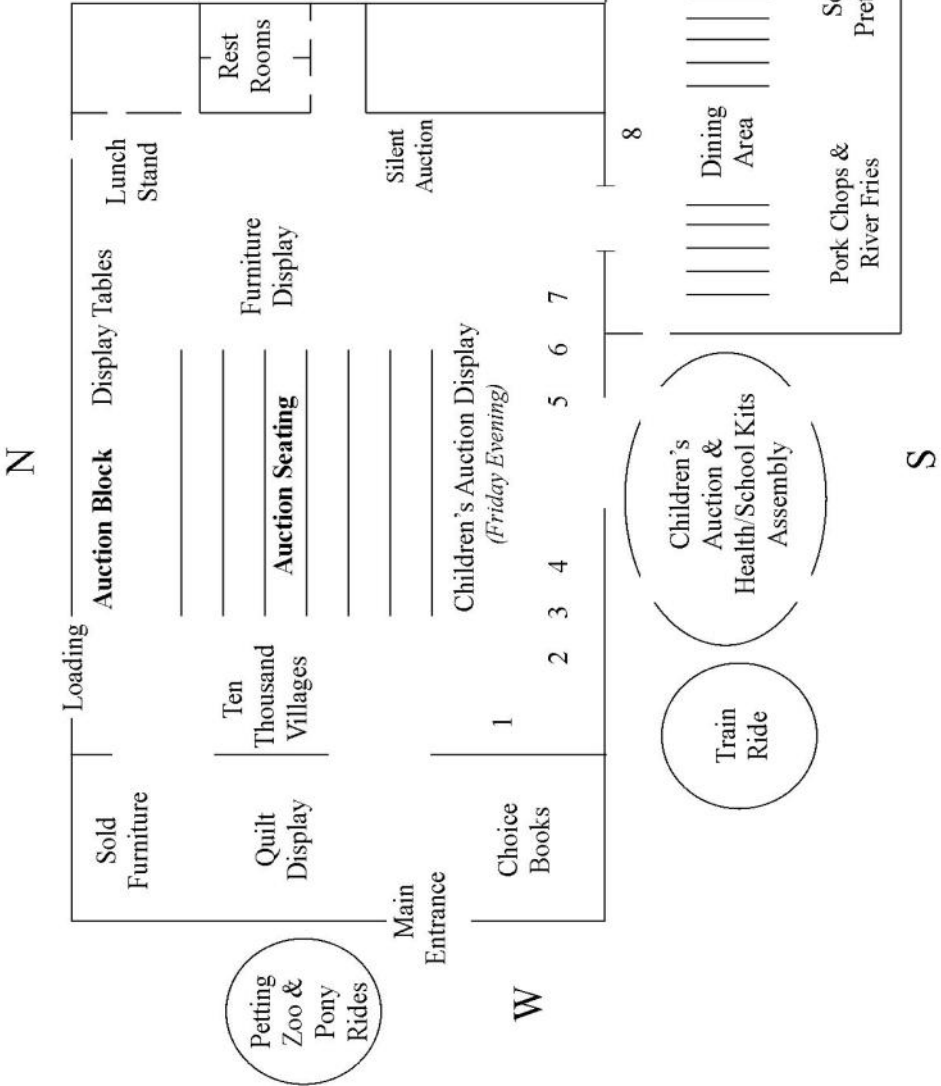 N
Loading
Auction Block
Display Tables
Lunch
Stand
Rest
Rooms
Sold
Furniture
Quilt
Display
Ten
Thousand
Villages
Auction Seating
Furniture
Display
Silent
Auction
Petting
Zoo &
Pony
Rides
Main
Entrance
Choice
Books
Children's Auction Display
(Friday Evening)
1
2
3
4
5
6
7
8
W
Train
Ride
Children's
Auction &
Health/School Kits
Assembly
Dining
Area
Pork Chops &
River Fries
S